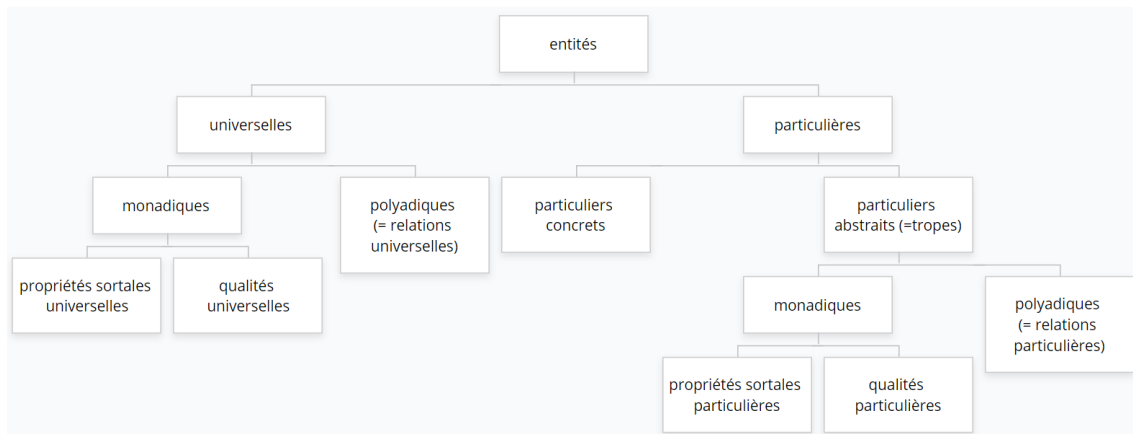 entités
universelles
particulières
monadiques
polyadiques
(= relations
universelles)
particuliers
concrets
particuliers
abstraits (=tropes)
propriétés sortales
universelles
qualités
universelles
monadiques
polyadiques
(= relations
particulières)
propriétés sortales
particulières
qualités
particulières